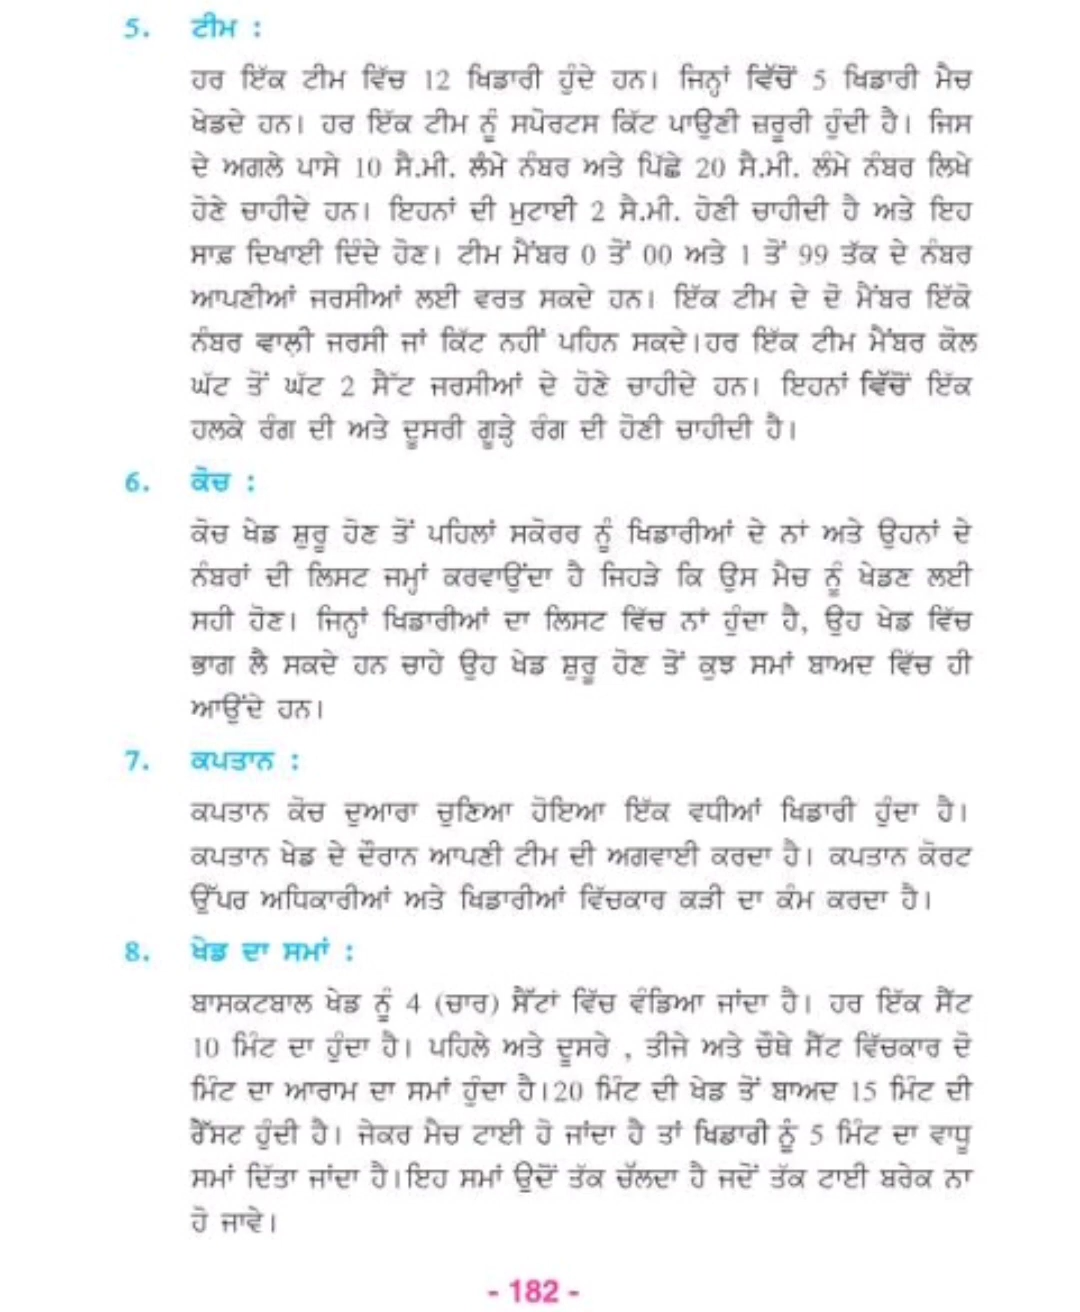 5. ਟੀਮ :
ਹਰ ਇੱਕ ਟੀਮ ਵਿੱਚ 12 ਖਿਡਾਰੀ ਹੁੰਦੇ ਹਨ। ਜਿਨ੍ਹਾਂ ਵਿੱਚੋਂ 5 ਖਿਡਾਰੀ ਮੈਚ
ਖੇਡਦੇ ਹਨ। ਹਰ ਇੱਕ ਟੀਮ ਨੂੰ ਸਪੋਰਟਸ ਕਿੱਟ ਪਾਉਣੀ ਜ਼ਰੂਰੀ ਹੁੰਦੀ ਹੈ। ਜਿਸ
ਦੇ ਅਗਲੇ ਪਾਸੇ 10 ਸੈ.ਮੀ. ਲੰਮੇ ਨੰਬਰ ਅਤੇ ਪਿੱਛੇ 20 ਸੈ.ਮੀ. ਲੰਮੇ ਨੰਬਰ ਲਿਖੇ
ਹੋਣੇ ਚਾਹੀਦੇ ਹਨ। ਇਹਨਾਂ ਦੀ ਮੁਟਾਈ 2 ਸੈ.ਮੀ. ਹੋਣੀ ਚਾਹੀਦੀ ਹੈ ਅਤੇ ਇਹ
ਸਾਫ਼ ਦਿਖਾਈ ਦਿੰਦੇ ਹੋਣ। ਟੀਮ ਮੈਂਬਰ 0 ਤੋਂ 00 ਅਤੇ 1 ਤੋਂ 99 ਤੱਕ ਦੇ ਨੰਬਰ
ਆਪਣੀਆਂ ਜਰਸੀਆਂ ਲਈ ਵਰਤ ਸਕਦੇ ਹਨ। ਇੱਕ ਟੀਮ ਦੇ ਦੋ ਮੈਂਬਰ ਇੱਕੋ
ਨੰਬਰ ਵਾਲ਼ੀ ਜਰਸੀ ਜਾਂ ਕਿੱਟ ਨਹੀਂ ਪਹਿਨ ਸਕਦੇ।ਹਰ ਇੱਕ ਟੀਮ ਮੈਂਬਰ ਕੋਲ
ਘੱਟ ਤੋਂ ਘੱਟ 2 ਸੈੱਟ ਜਰਸੀਆਂ ਦੇ ਹੋਣੇ ਚਾਹੀਦੇ ਹਨ। ਇਹਨਾਂ ਵਿੱਚੋਂ ਇੱਕ
ਹਲਕੇ ਰੰਗ ਦੀ ਅਤੇ ਦੂਸਰੀ ਗੂੜ੍ਹੇ ਰੰਗ ਦੀ ਹੋਣੀ ਚਾਹੀਦੀ ਹੈ।
6. ਕੋਚ :
ਕੋਚ ਖੇਡ ਸ਼ੁਰੂ ਹੋਣ ਤੋਂ ਪਹਿਲਾਂ ਸਕੋਰਰ ਨੂੰ ਖਿਡਾਰੀਆਂ ਦੇ ਨਾਂ ਅਤੇ ਉਹਨਾਂ ਦੇ
ਨੰਬਰਾਂ ਦੀ ਲਿਸਟ ਜਮ੍ਹਾਂ ਕਰਵਾਉਂਦਾ ਹੈ ਜਿਹੜੇ ਕਿ ਉਸ ਮੈਚ ਨੂੰ ਖੇਡਣ ਲਈ
ਸਹੀ ਹੋਣ। ਜਿਨ੍ਹਾਂ ਖਿਡਾਰੀਆਂ ਦਾ ਲਿਸਟ ਵਿੱਚ ਨਾਂ ਹੁੰਦਾ ਹੈ, ਉਹ ਖੇਡ ਵਿੱਚ
ਭਾਗ ਲੈ ਸਕਦੇ ਹਨ ਚਾਹੇ ਉਹ ਖੇਡ ਸ਼ੁਰੂ ਹੋਣ ਤੋਂ ਕੁਝ ਸਮਾਂ ਬਾਅਦ ਵਿੱਚ ਹੀ
ਆਉਂਦੇ ਹਨ।
7. ਕਪਤਾਨ :
ਕਪਤਾਨ ਕੋਚ ਦੁਆਰਾ ਚੁਣਿਆ ਹੋਇਆ ਇੱਕ ਵਧੀਆਂ ਖਿਡਾਰੀ ਹੁੰਦਾ ਹੈ।
ਕਪਤਾਨ ਖੇਡ ਦੇ ਦੌਰਾਨ ਆਪਣੀ ਟੀਮ ਦੀ ਅਗਵਾਈ ਕਰਦਾ ਹੈ। ਕਪਤਾਨ ਕੋਰਟ
ਉੱਪਰ ਅਧਿਕਾਰੀਆਂ ਅਤੇ ਖਿਡਾਰੀਆਂ ਵਿੱਚਕਾਰ ਕੜੀ ਦਾ ਕੰਮ ਕਰਦਾ ਹੈ।
8. ਖੇਡ ਦਾ ਸਮਾਂ :
ਬਾਸਕਟਬਾਲ ਖੇਡ ਨੂੰ 4 (ਚਾਰ) ਸੈੱਟਾਂ ਵਿੱਚ ਵੰਡਿਆ ਜਾਂਦਾ ਹੈ। ਹਰ ਇੱਕ ਸੈੱਟ
10 ਮਿੰਟ ਦਾ ਹੁੰਦਾ ਹੈ। ਪਹਿਲੇ ਅਤੇ ਦੂਸਰੇ , ਤੀਜੇ ਅਤੇ ਚੌਥੇ ਸੈੱਟ ਵਿੱਚਕਾਰ ਦੋ
ਮਿੰਟ ਦਾ ਆਰਾਮ ਦਾ ਸਮਾਂ ਹੁੰਦਾ ਹੈ।20 ਮਿੰਟ ਦੀ ਖੇਡ ਤੋਂ ਬਾਅਦ 15 ਮਿੰਟ ਦੀ
ਰੈੱਸਟ ਹੁੰਦੀ ਹੈ। ਜੇਕਰ ਮੈਚ ਟਾਈ ਹੋ ਜਾਂਦਾ ਹੈ ਤਾਂ ਖਿਡਾਰੀ ਨੂੰ 5 ਮਿੰਟ ਦਾ ਵਾਧੂ
ਸਮਾਂ ਦਿੱਤਾ ਜਾਂਦਾ ਹੈ।ਇਹ ਸਮਾਂ ਉਦੋਂ ਤੱਕ ਚੱਲਦਾ ਹੈ ਜਦੋਂ ਤੱਕ ਟਾਈ ਬਰੇਕ ਨਾ
ਹੋ ਜਾਵੇ।
- 182 -